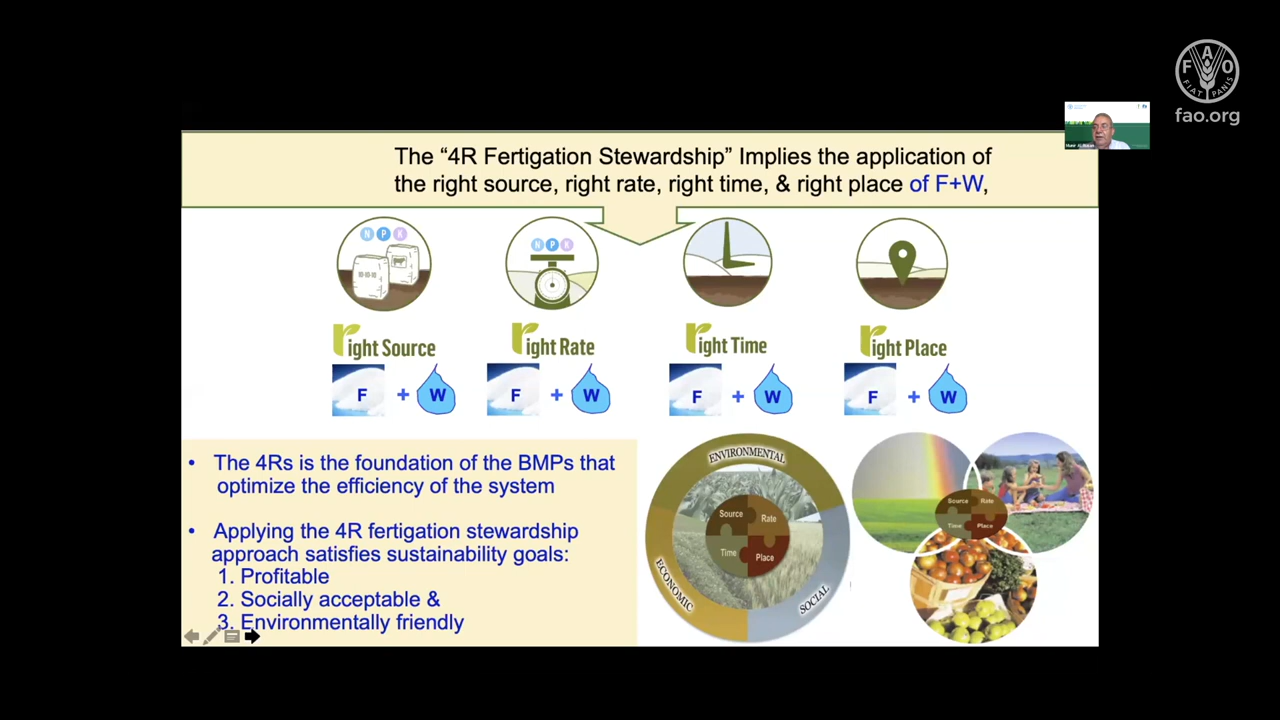 FAO
FIAT PANIS
fao.org
The “4R Fertigation Stewardship” Implies the application of
the right source, right rate, right time, & right place of F+W,
N P K
N P K
right Source
right Rate
right Time
right Place
F + W
F + W
F + W
F + W
• The 4Rs is the foundation of the BMPs that
optimize the efficiency of the system
• Applying the 4R fertigation stewardship
approach satisfies sustainability goals:
1. Profitable
2. Socially acceptable &
3. Environmentally friendly
ENVIRONMENTAL
ECONOMIC
SOCIAL
Source
Rate
Time
Place
Source
Rate
Time
Place